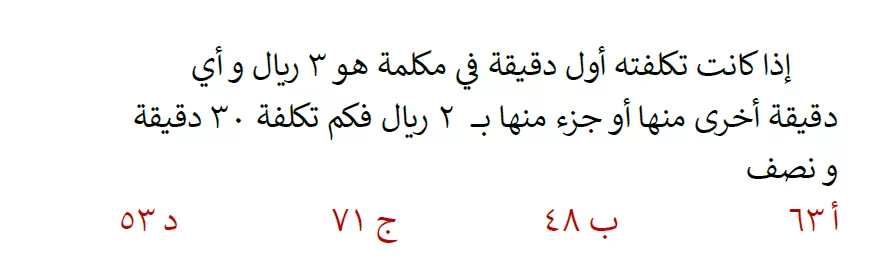 إذا كانت تكلفته أول دقيقة في مكلمة هو ٣ ريال و أي
دقيقة أخرى منها أو جزء منها بـ ٢ ريال فكم تكلفة ٣٠ دقيقة
و نصف
أ ٦٣ ب ٤٨ ج ٧١ د ٥٣